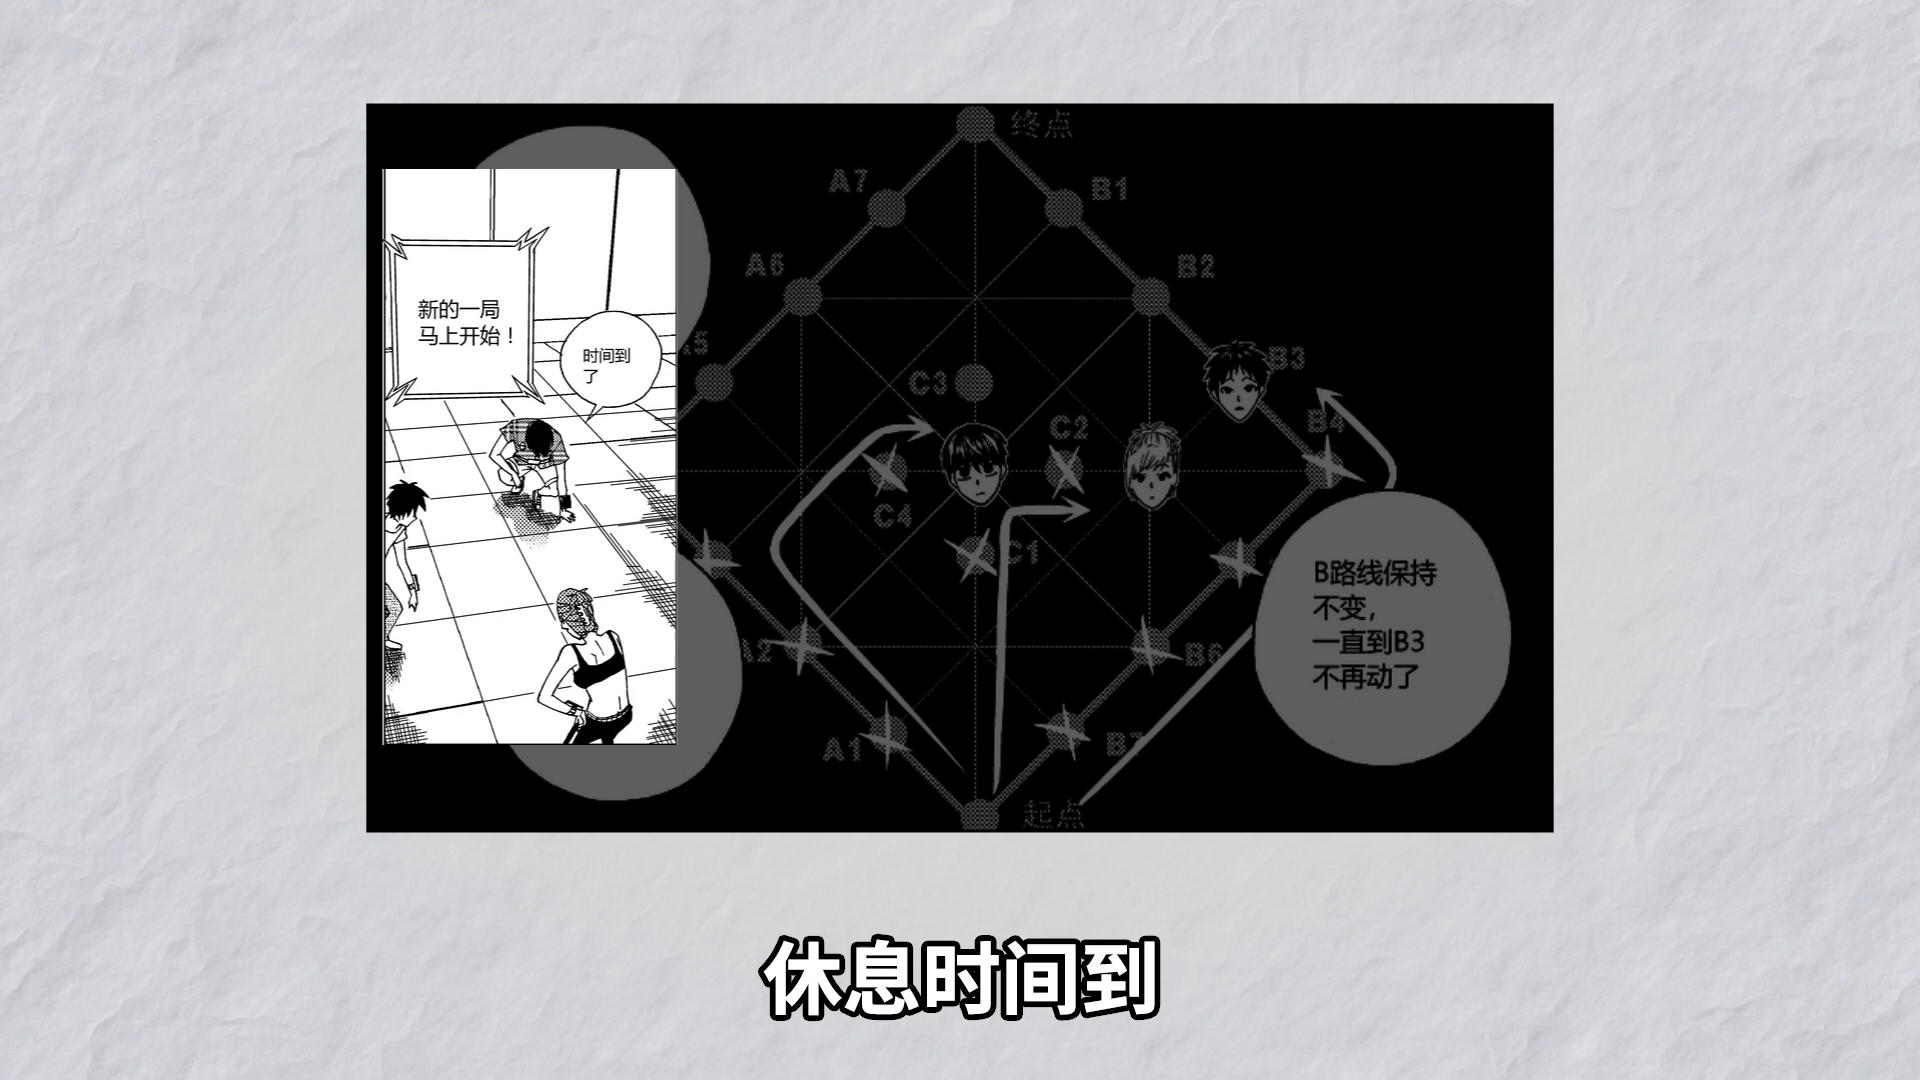 终点
A7
B1
A6
B2
新的一局
马上开始！
时间到
了
B3
C3
B4
C2
C4
C1
B路线保持
不变，
一直到B3
不再动了
B6
A1
起点
休息时间到